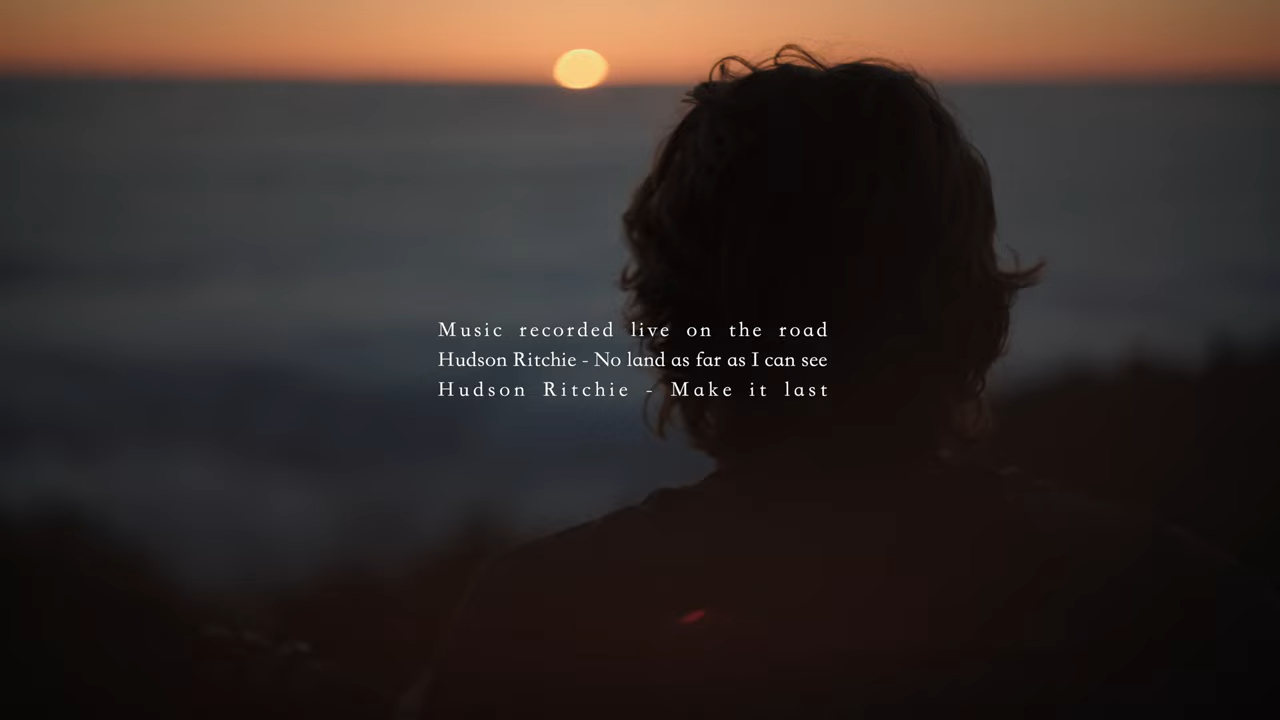 Music recorded live on the road
Hudson Ritchie - No land as far as I can see
Hudson Ritchie - Make it last